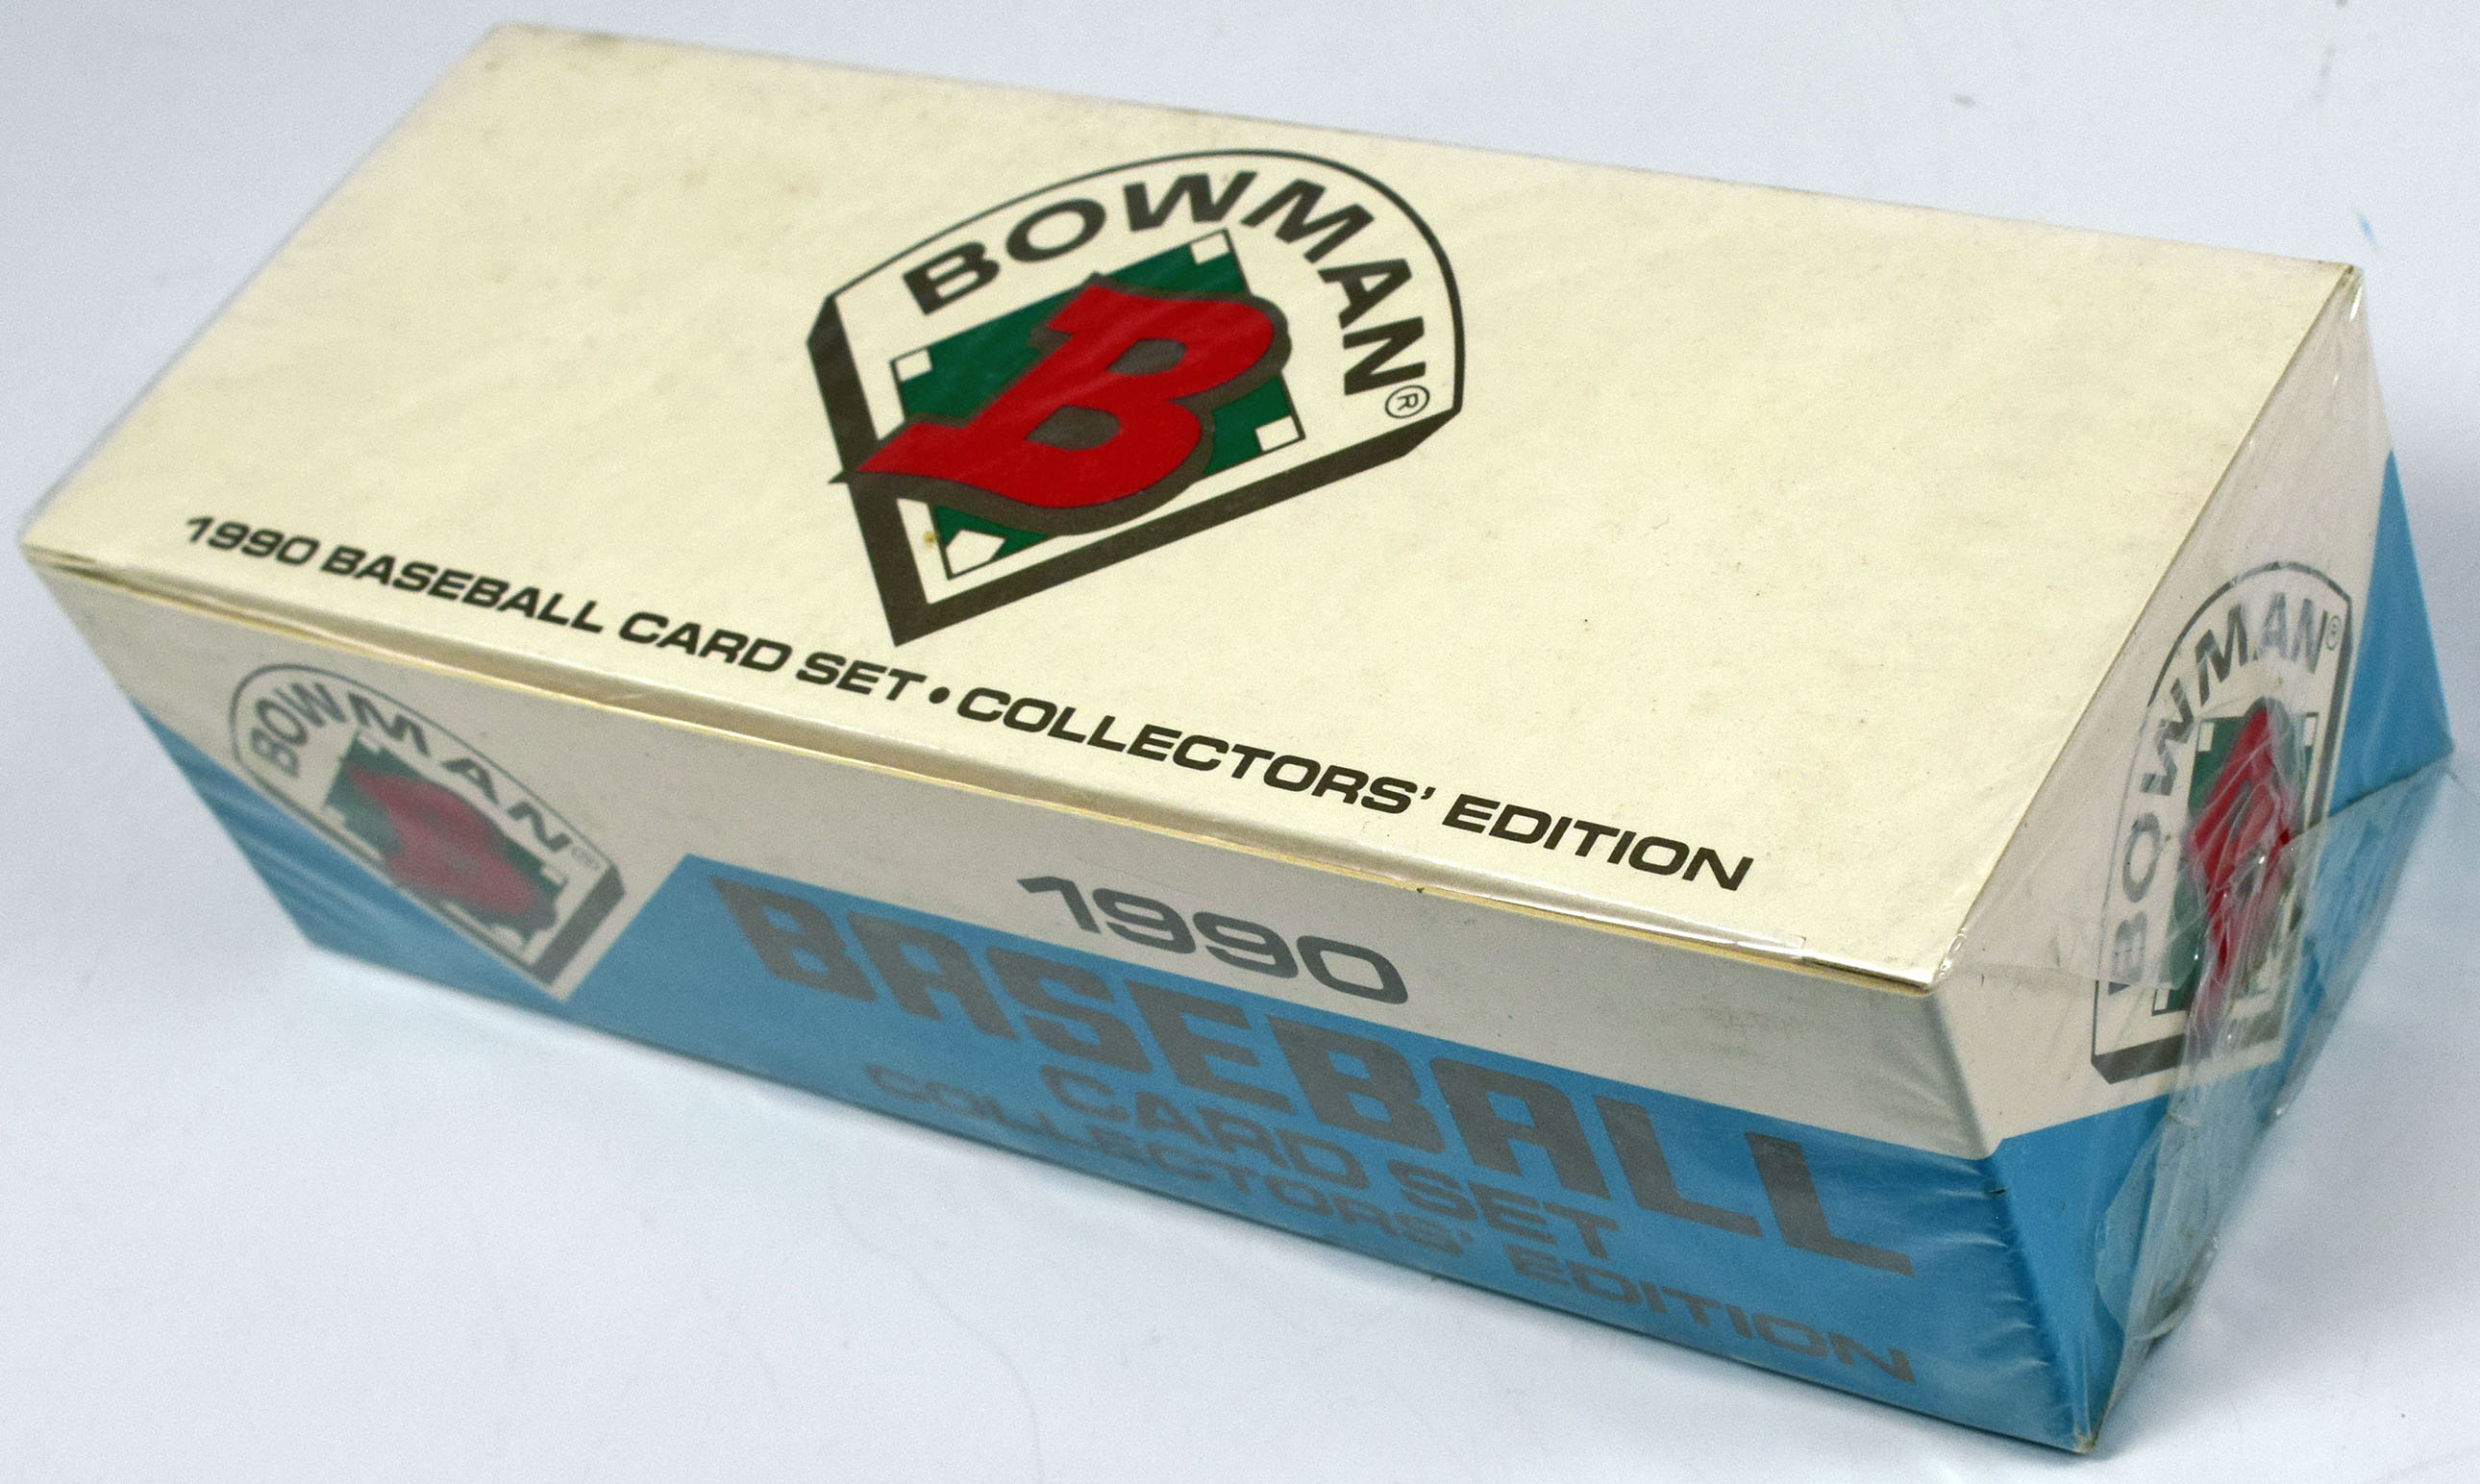 BOWMAN®
B
1990 BASEBALL CARD SET • COLLECTORS' EDITION
BOWMAN®
B
1990
BASEBALL
CARD SET
COLLECTORS' EDITION
BOWMAN®
B